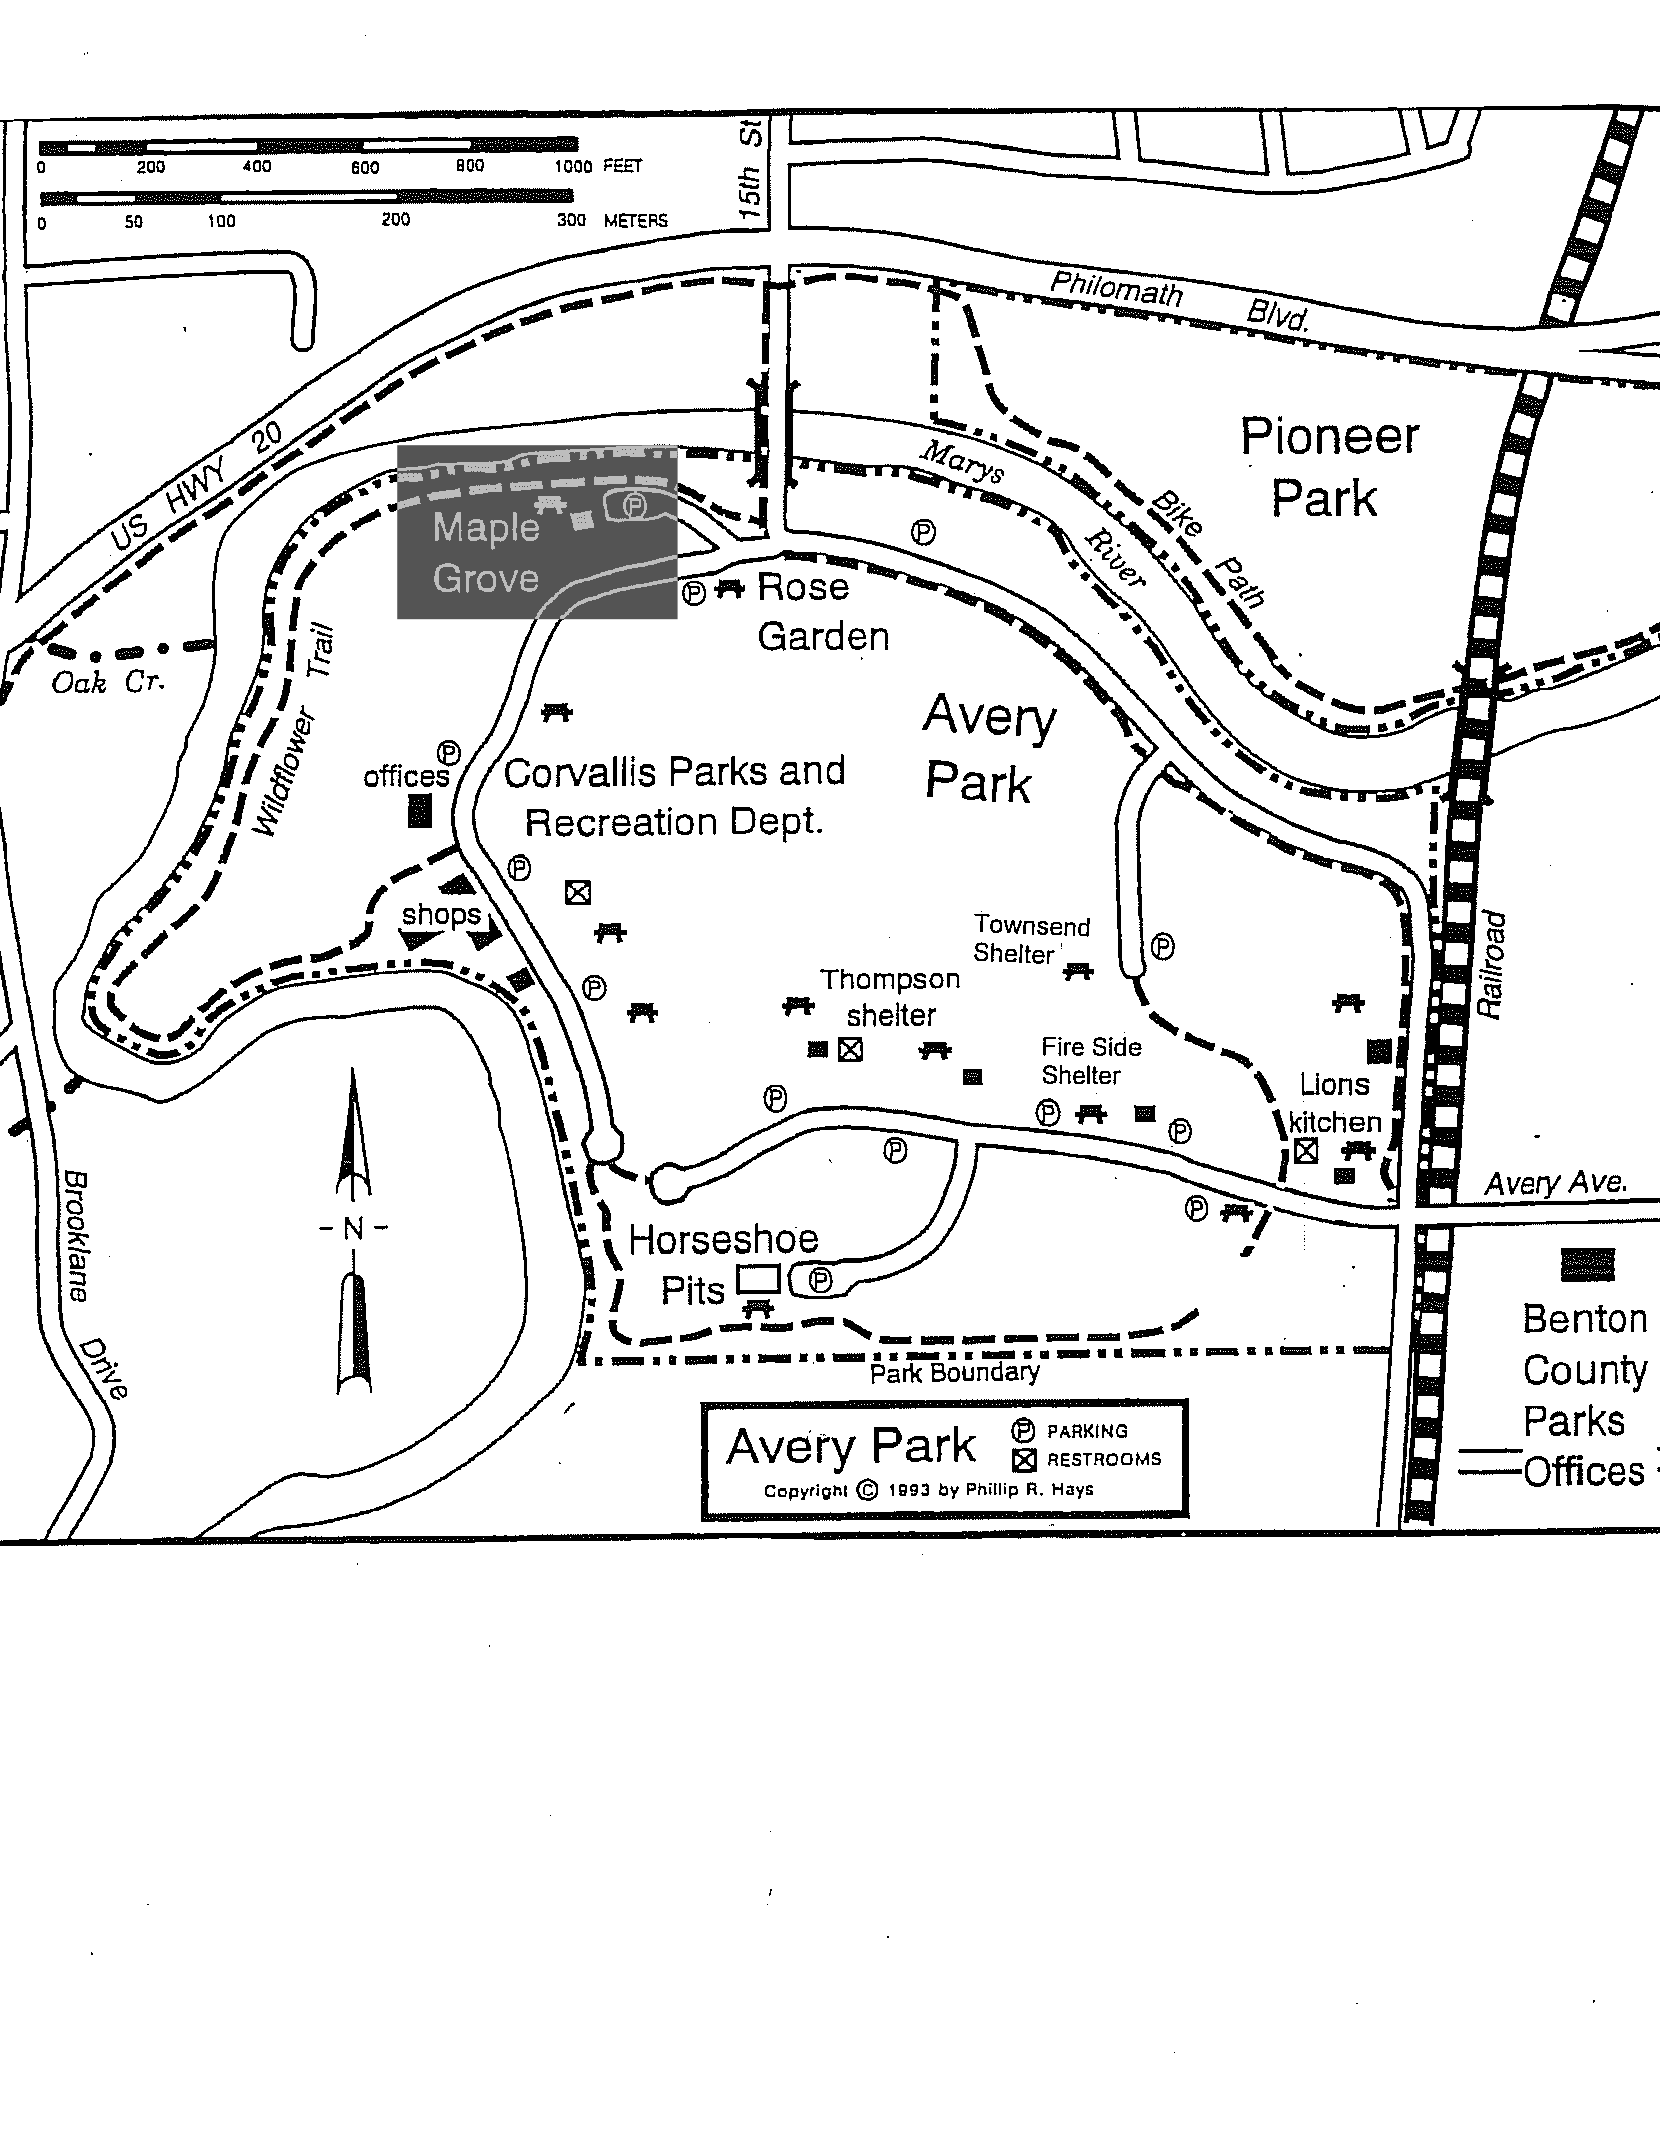 0 200 400 600 800 1000 FEET
0 50 100 200 300 METERS
15th St
Philomath Blvd.
US HWY 20
Marys River
Bike Path
Pioneer
Park
Maple
Grove
P
P
P
Rose
Garden
Oak Cr.
Wildflower Trail
Avery
Park
P
offices
Corvallis Parks and
Recreation Dept.
P
shops
P
Townsend
Shelter
P
Thompson
shelter
Fire Side
Shelter
Railroad
Lions
kitchen
P
P
P
P
P
Avery Ave.
- N -
Brooklane Drive
Horseshoe
Pits
P
Park Boundary
Benton
County
Parks
Offices
Avery Park
P PARKING
RESTROOMS
Copyright © 1993 by Phillip R. Hays